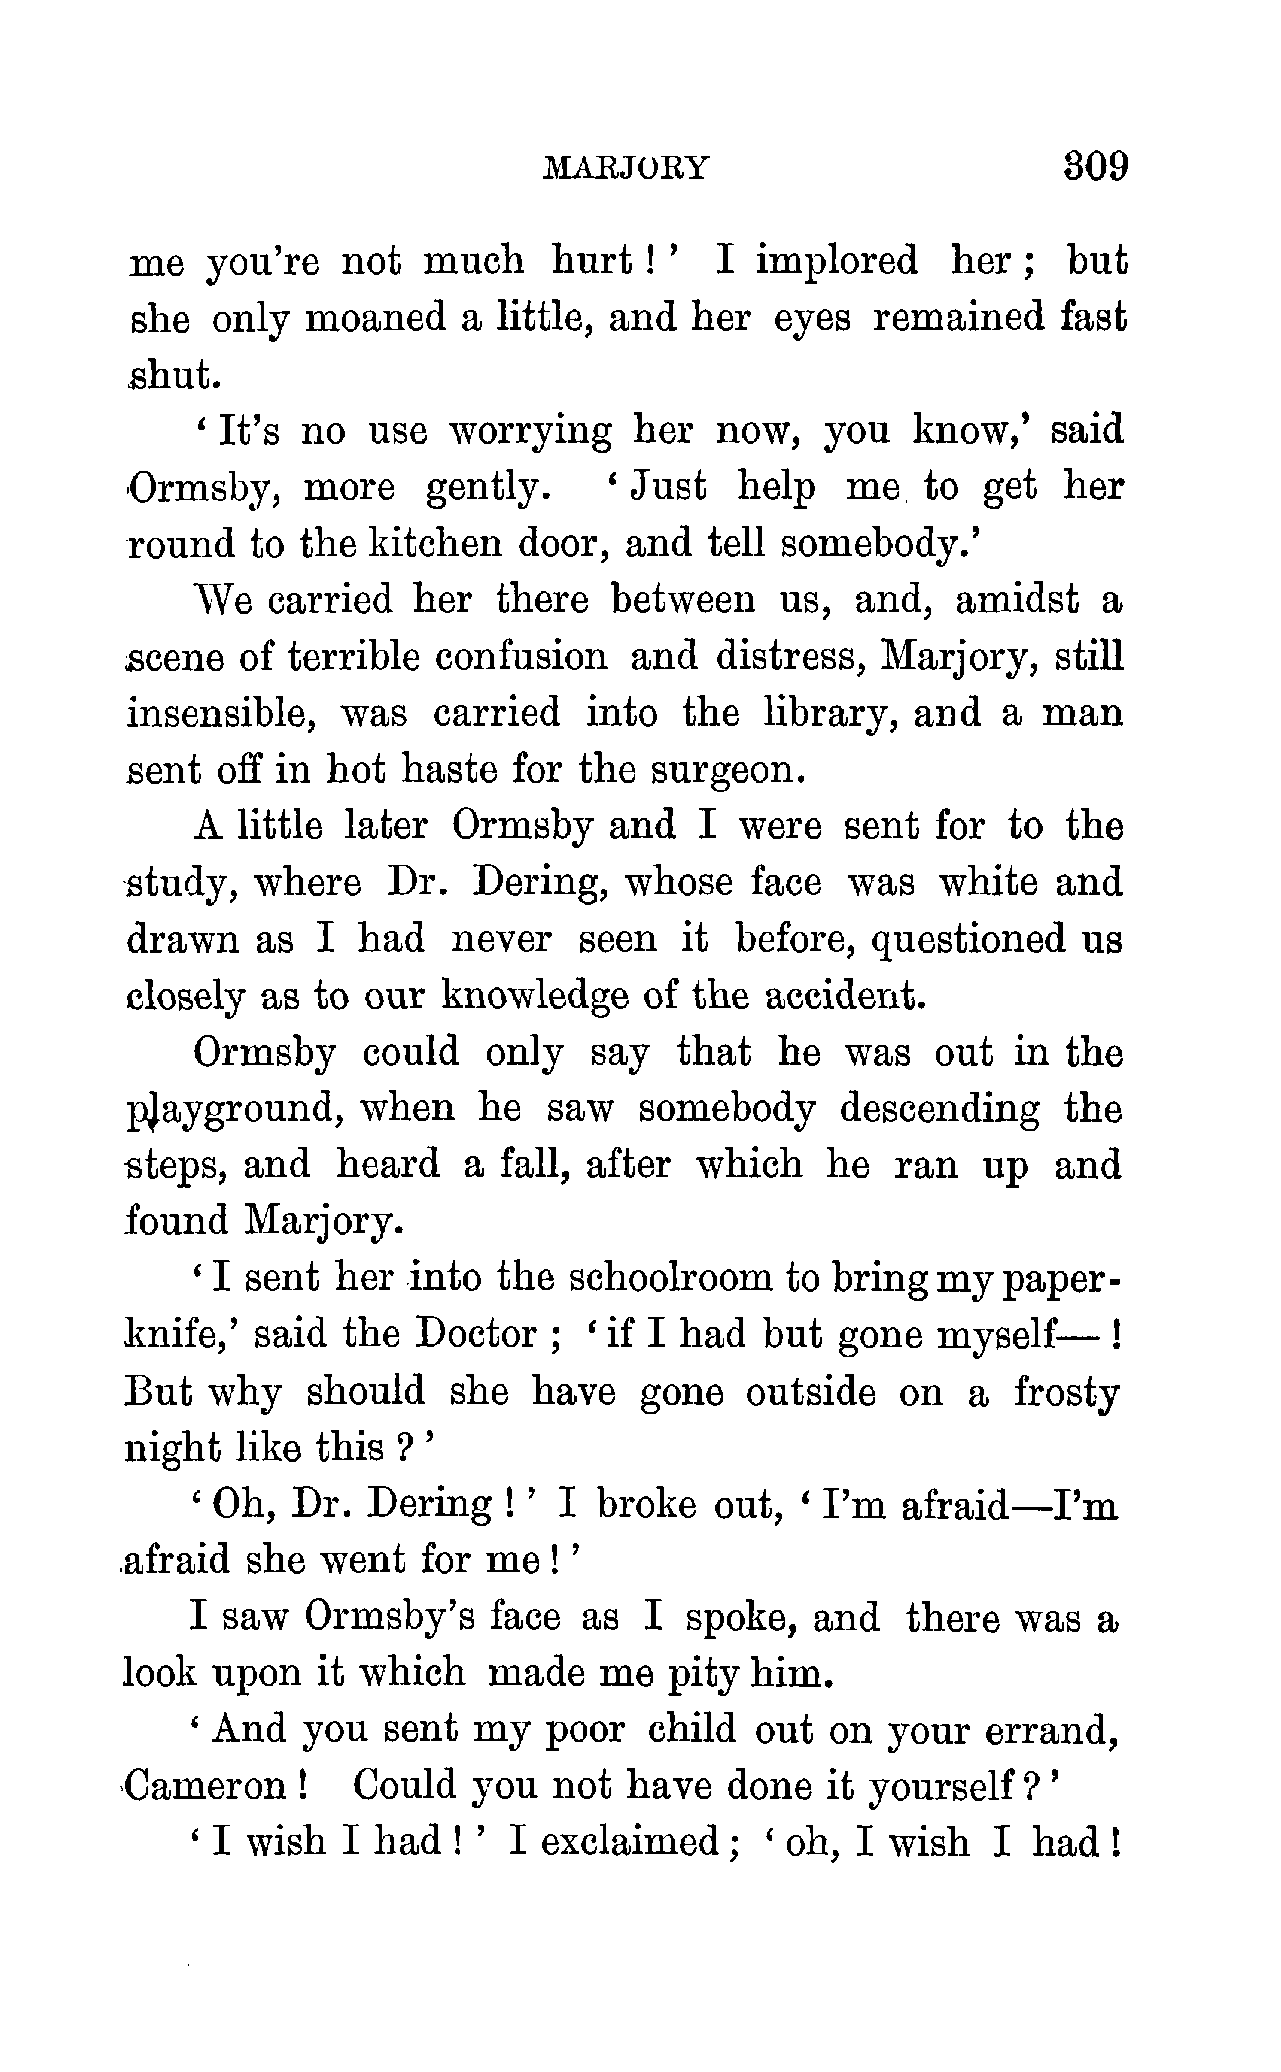 MARJORY 309
me you're not much hurt ! ' I implored her ; but
she only moaned a little, and her eyes remained fast
shut.
' It's no use worrying her now, you know,' said
Ormsby, more gently. ' Just help me to get her
round to the kitchen door, and tell somebody.'
We carried her there between us, and, amidst a
scene of terrible confusion and distress, Marjory, still
insensible, was carried into the library, and a man
sent off in hot haste for the surgeon.
A little later Ormsby and I were sent for to the
study, where Dr. Dering, whose face was white and
drawn as I had never seen it before, questioned us
closely as to our knowledge of the accident.
Ormsby could only say that he was out in the
playground, when he saw somebody descending the
steps, and heard a fall, after which he ran up and
found Marjory.
' I sent her into the schoolroom to bring my paper-
knife,' said the Doctor ; ' if I had but gone myself— !
But why should she have gone outside on a frosty
night like this ? '
' Oh, Dr. Dering ! ' I broke out, ' I'm afraid—I'm
afraid she went for me ! '
I saw Ormsby's face as I spoke, and there was a
look upon it which made me pity him.
' And you sent my poor child out on your errand,
Cameron ! Could you not have done it yourself ? '
' I wish I had ! ' I exclaimed ; ' oh, I wish I had !